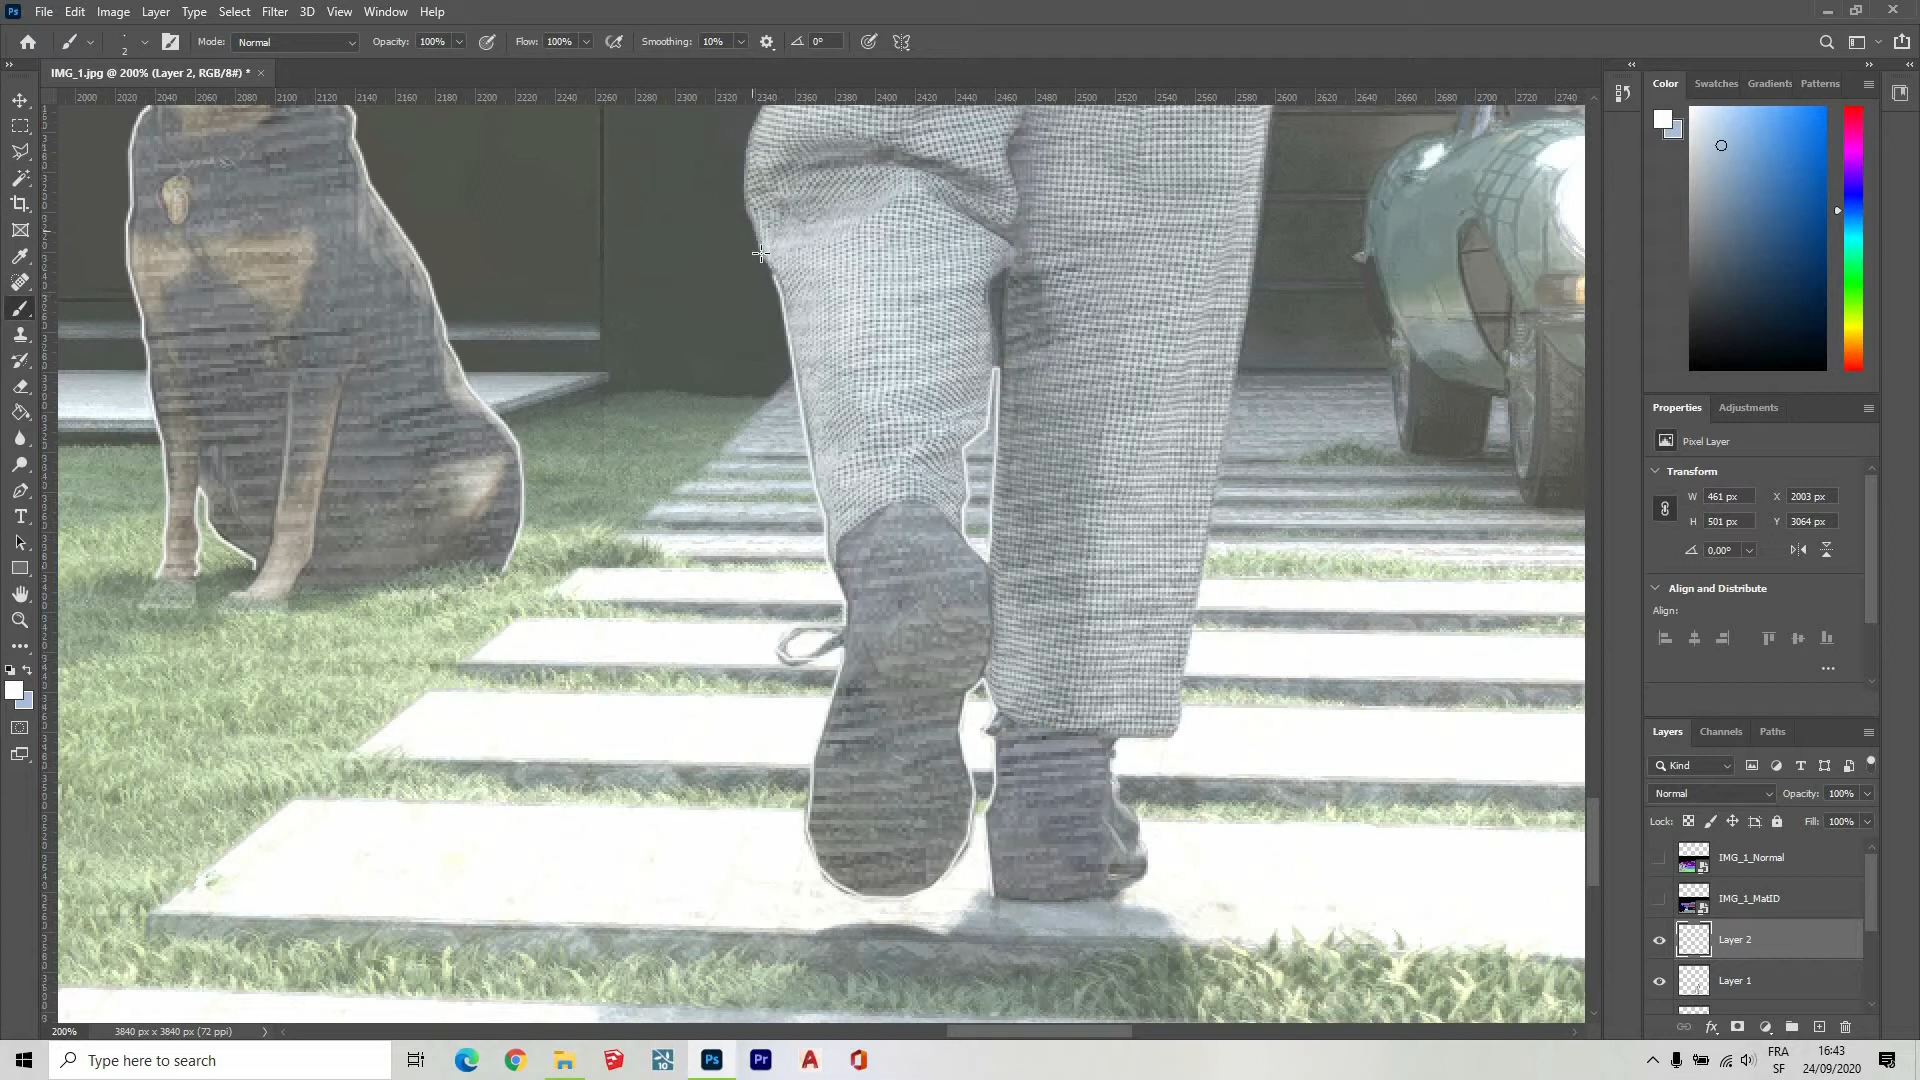 File Edit Image Layer Type Select Filter 3D View Window Help
Mode: Normal Opacity: 100% Flow: 100% Smoothing: 10% 0°
2
IMG_1.jpg @ 200% (Layer 2, RGB/8#) *
2000 2020 2040 2060 2080 2100 2120 2140 2160 2180 2200 2220 2240 2260 2280 2300 2320 2340 2360 2380 2400 2420 2440 2460 2480 2500 2520 2540 2560 2580 2600 2620 2640 2660 2680 2700 2720 2740
Color Swatches Gradients Patterns
Properties Adjustments
Pixel Layer
Transform
W 461 px X 2003 px
H 501 px Y 3064 px
0,00°
Align and Distribute
Align:
Layers Channels Paths
Kind
Normal Opacity: 100%
Lock: Fill: 100%
IMG_1_Normal
IMG_1_MatID
Layer 2
Layer 1
200% 3840 px x 3840 px (72 ppi)
Type here to search
FRA 16:43
SF 24/09/2020